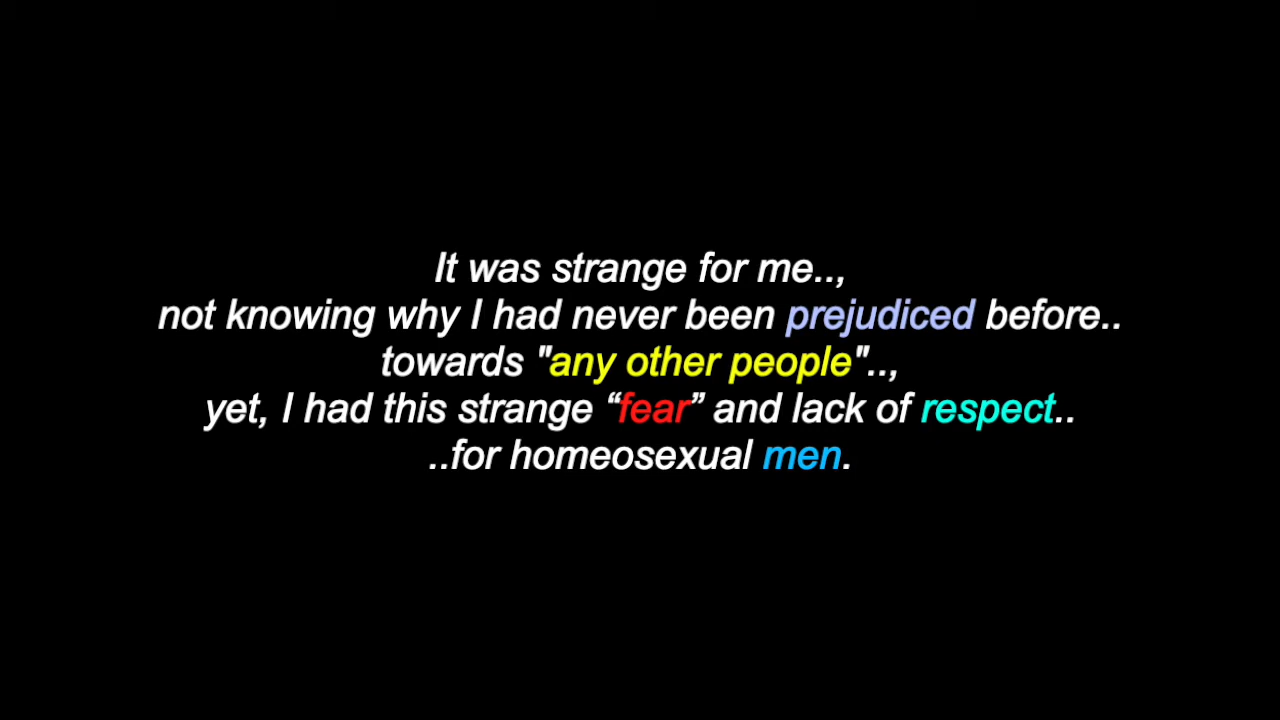 It was strange for me..,
not knowing why I had never been prejudiced before..
towards "any other people"..,
yet, I had this strange “fear” and lack of respect..
..for homeosexual men.